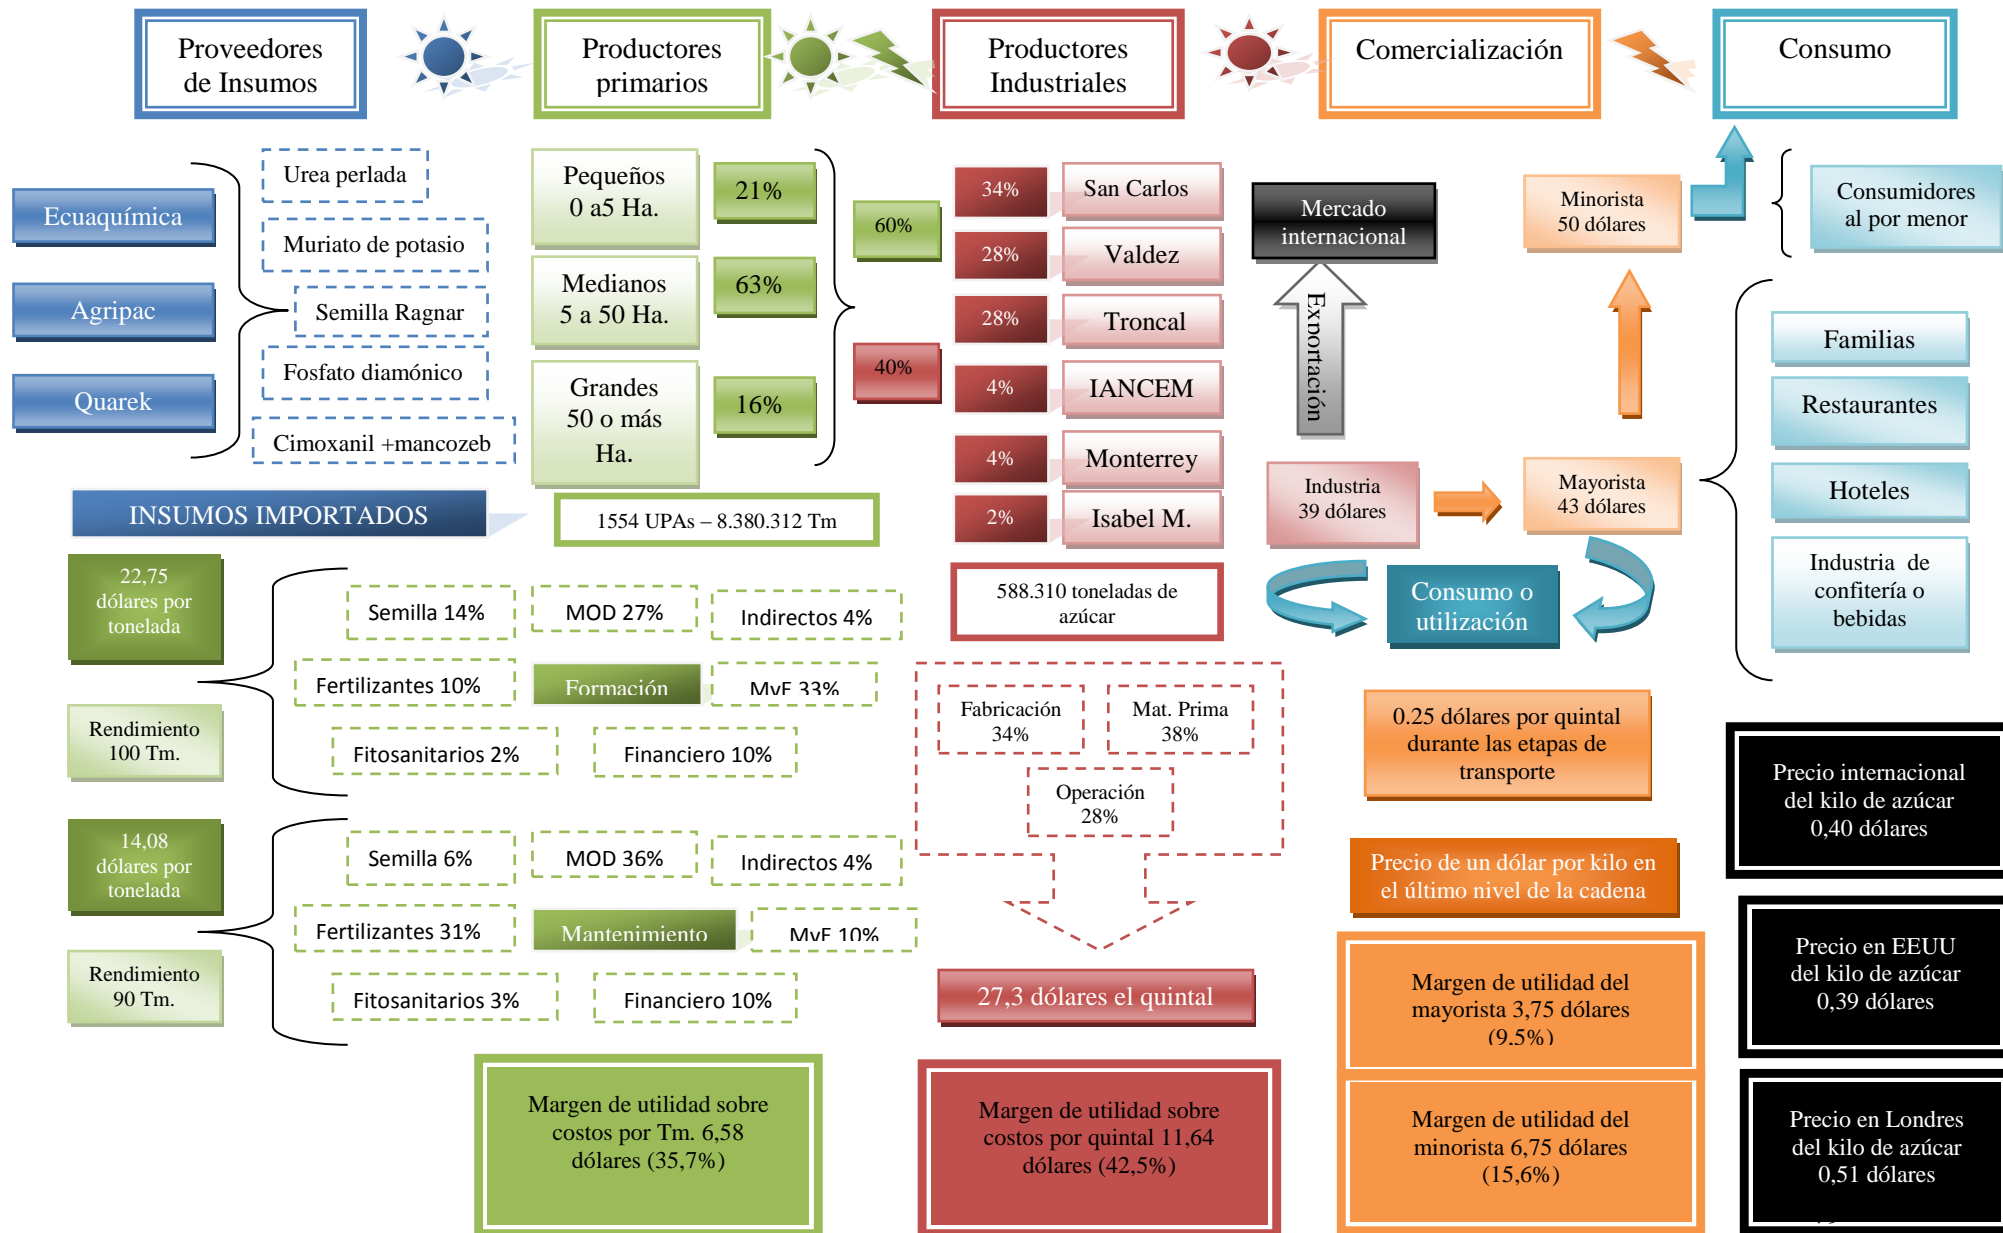 Proveedores
de Insumos
Productores
primarios
Productores
Industriales
Comercialización
Consumo
Ecuaquímica
Agripac
Quarek
Urea perlada
Muriato de potasio
Semilla Ragnar
Fosfato diamónico
Cimoxanil +mancozeb
INSUMOS IMPORTADOS
Pequeños
0 a5 Ha.
21%
Medianos
5 a 50 Ha.
63%
Grandes
50 o más
Ha.
16%
60%
40%
1554 UPAs – 8.380.312 Tm
34%
San Carlos
28%
Valdez
28%
Troncal
4%
IANCEM
4%
Monterrey
2%
Isabel M.
588.310 toneladas de
azúcar
Mercado
internacional
Exportación
Industria
39 dólares
Mayorista
43 dólares
Minorista
50 dólares
Consumo o
utilización
Consumidores
al por menor
Familias
Restaurantes
Hoteles
Industria de
confitería o
bebidas
22,75
dólares por
tonelada
Rendimiento
100 Tm.
Semilla 14%
MOD 27%
Indirectos 4%
Fertilizantes 10%
Formación
MyE 33%
Fitosanitarios 2%
Financiero 10%
14,08
dólares por
tonelada
Rendimiento
90 Tm.
Semilla 6%
MOD 36%
Indirectos 4%
Fertilizantes 31%
Mantenimiento
MyE 10%
Fitosanitarios 3%
Financiero 10%
Fabricación
34%
Mat. Prima
38%
Operación
28%
27,3 dólares el quintal
0.25 dólares por quintal
durante las etapas de
transporte
Precio de un dólar por kilo en
el último nivel de la cadena
Margen de utilidad del
mayorista 3,75 dólares
(9,5%)
Margen de utilidad del
minorista 6,75 dólares
(15,6%)
Margen de utilidad sobre
costos por Tm. 6,58
dólares (35,7%)
Margen de utilidad sobre
costos por quintal 11,64
dólares (42,5%)
Precio internacional
del kilo de azúcar
0,40 dólares
Precio en EEUU
del kilo de azúcar
0,39 dólares
Precio en Londres
del kilo de azúcar
0,51 dólares